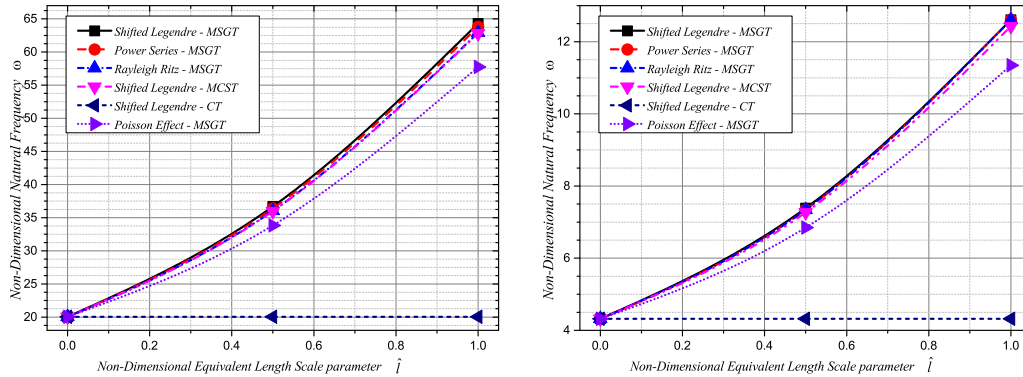 Non-Dimensional Natural Frequency ω
65
60
55
50
45
40
35
30
25
20
Shifted Legendre - MSGT
Power Series - MSGT
Rayleigh Ritz - MSGT
Shifted Legendre - MCST
Shifted Legendre - CT
Poisson Effect - MSGT
0.0 0.2 0.4 0.6 0.8 1.0
Non-Dimensional Equivalent Length Scale parameter l̂
Non-Dimensional Natural Frequency ω
12
10
8
6
4
Shifted Legendre - MSGT
Power Series - MSGT
Rayleigh Ritz - MSGT
Shifted Legendre - MCST
Shifted Legendre - CT
Poisson Effect - MSGT
0.0 0.2 0.4 0.6 0.8 1.0
Non-Dimensional Equivalent Length Scale parameter l̂